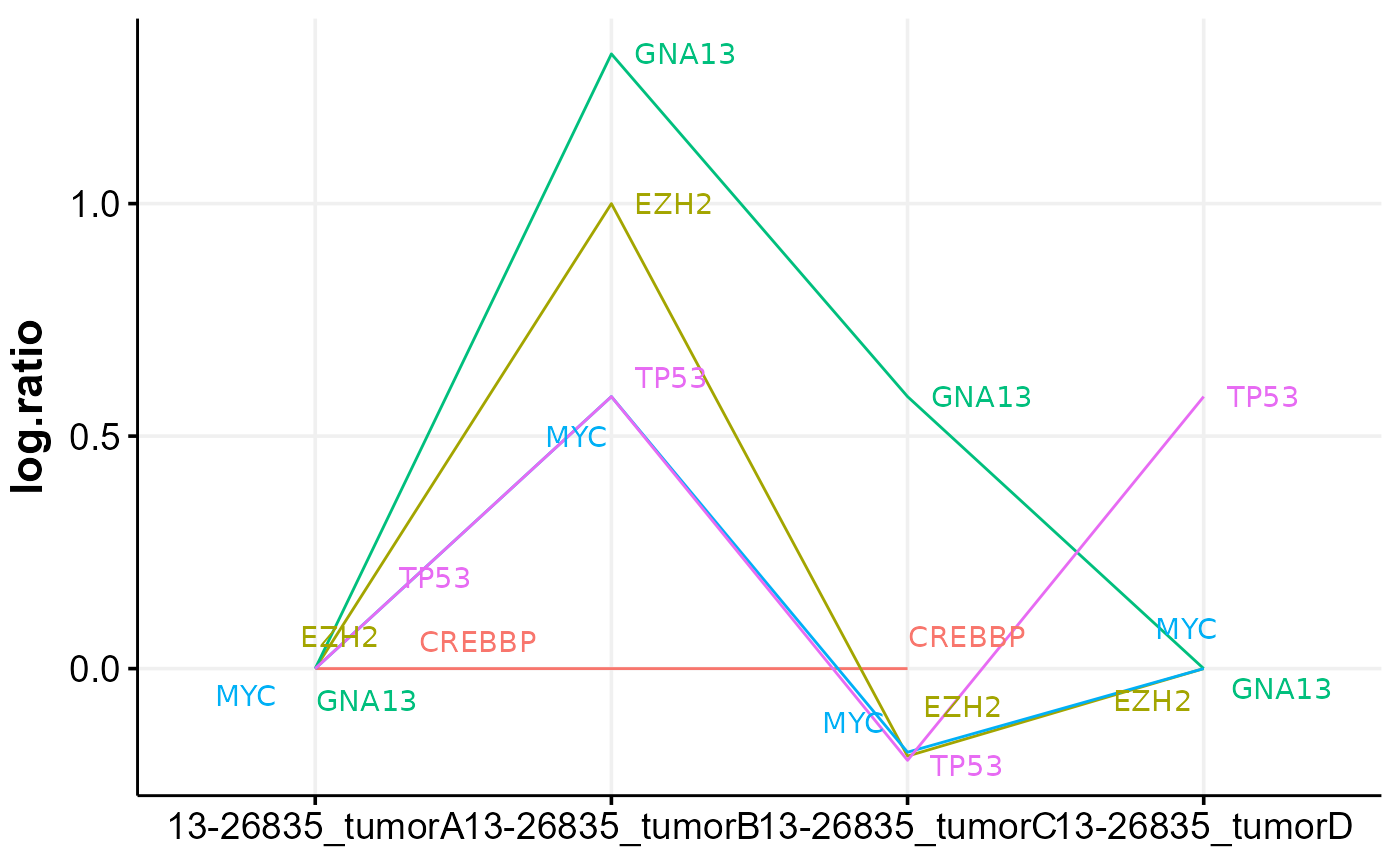 GNA13
1.0
EZH2
TP53
GNA13
TP53
log.ratio
0.5
MYC
TP53
EZH2
CREBBP
CREBBP
MYC
0.0
MYC
GNA13
MYC
EZH2
EZH2
GNA13
TP53
13-26835_tumorA13-26835_tumorB13-26835_tumorC13-26835_tumorD